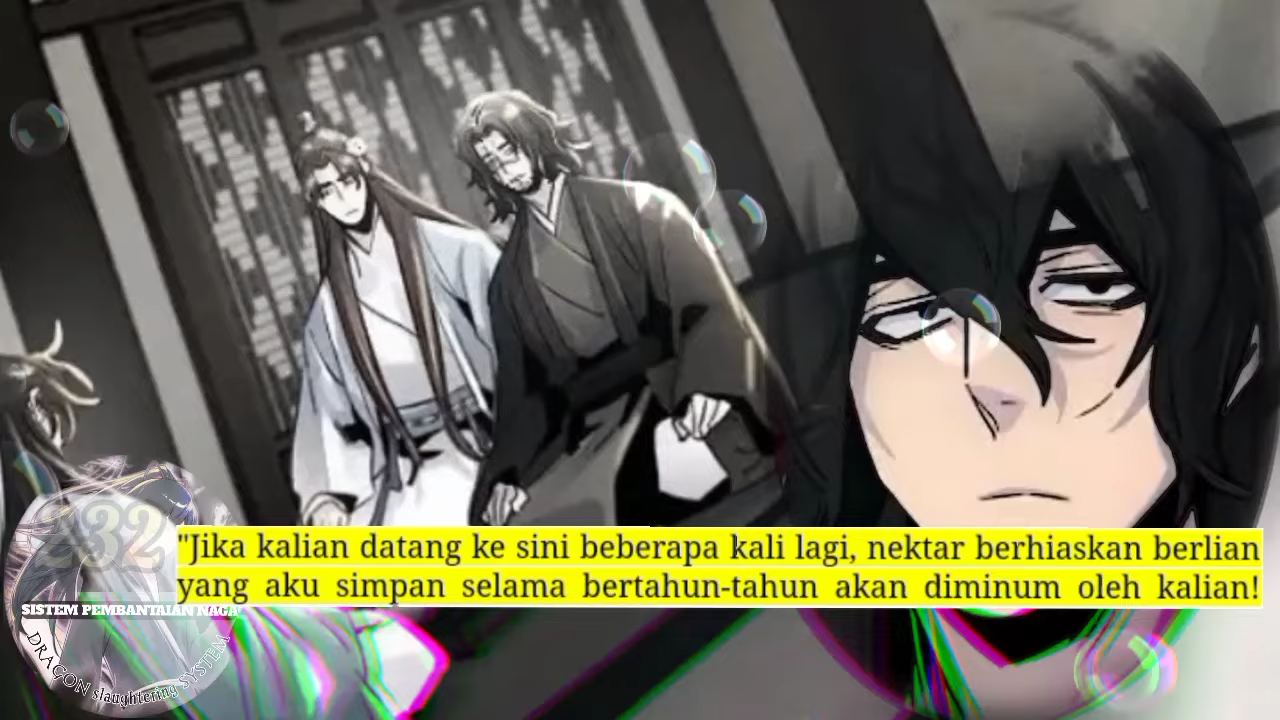 "Jika kalian datang ke sini beberapa kali lagi, nektar berhiaskan berlian
yang aku simpan selama bertahun-tahun akan diminum oleh kalian!
232
SISTEM PEMBANTAIAN NAGA
DRAGON slaughtering SYSTEM